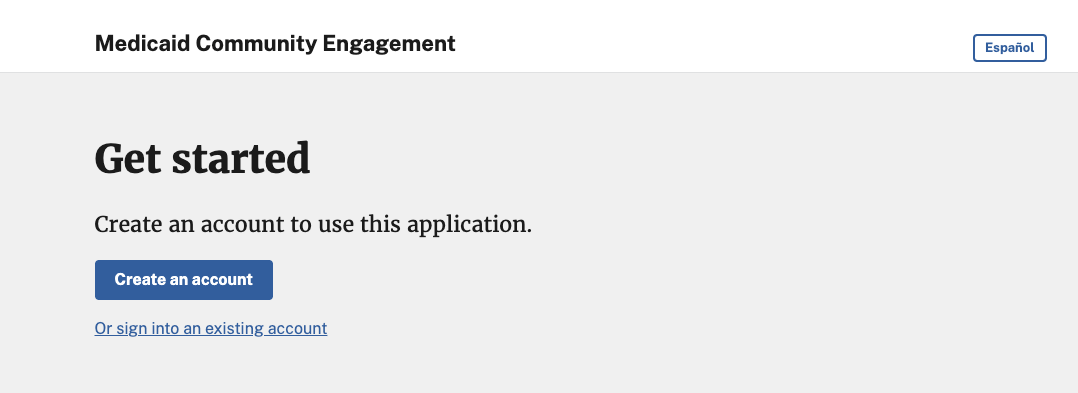 Medicaid Community Engagement
Español
Get started
Create an account to use this application.
Create an account
Or sign into an existing account